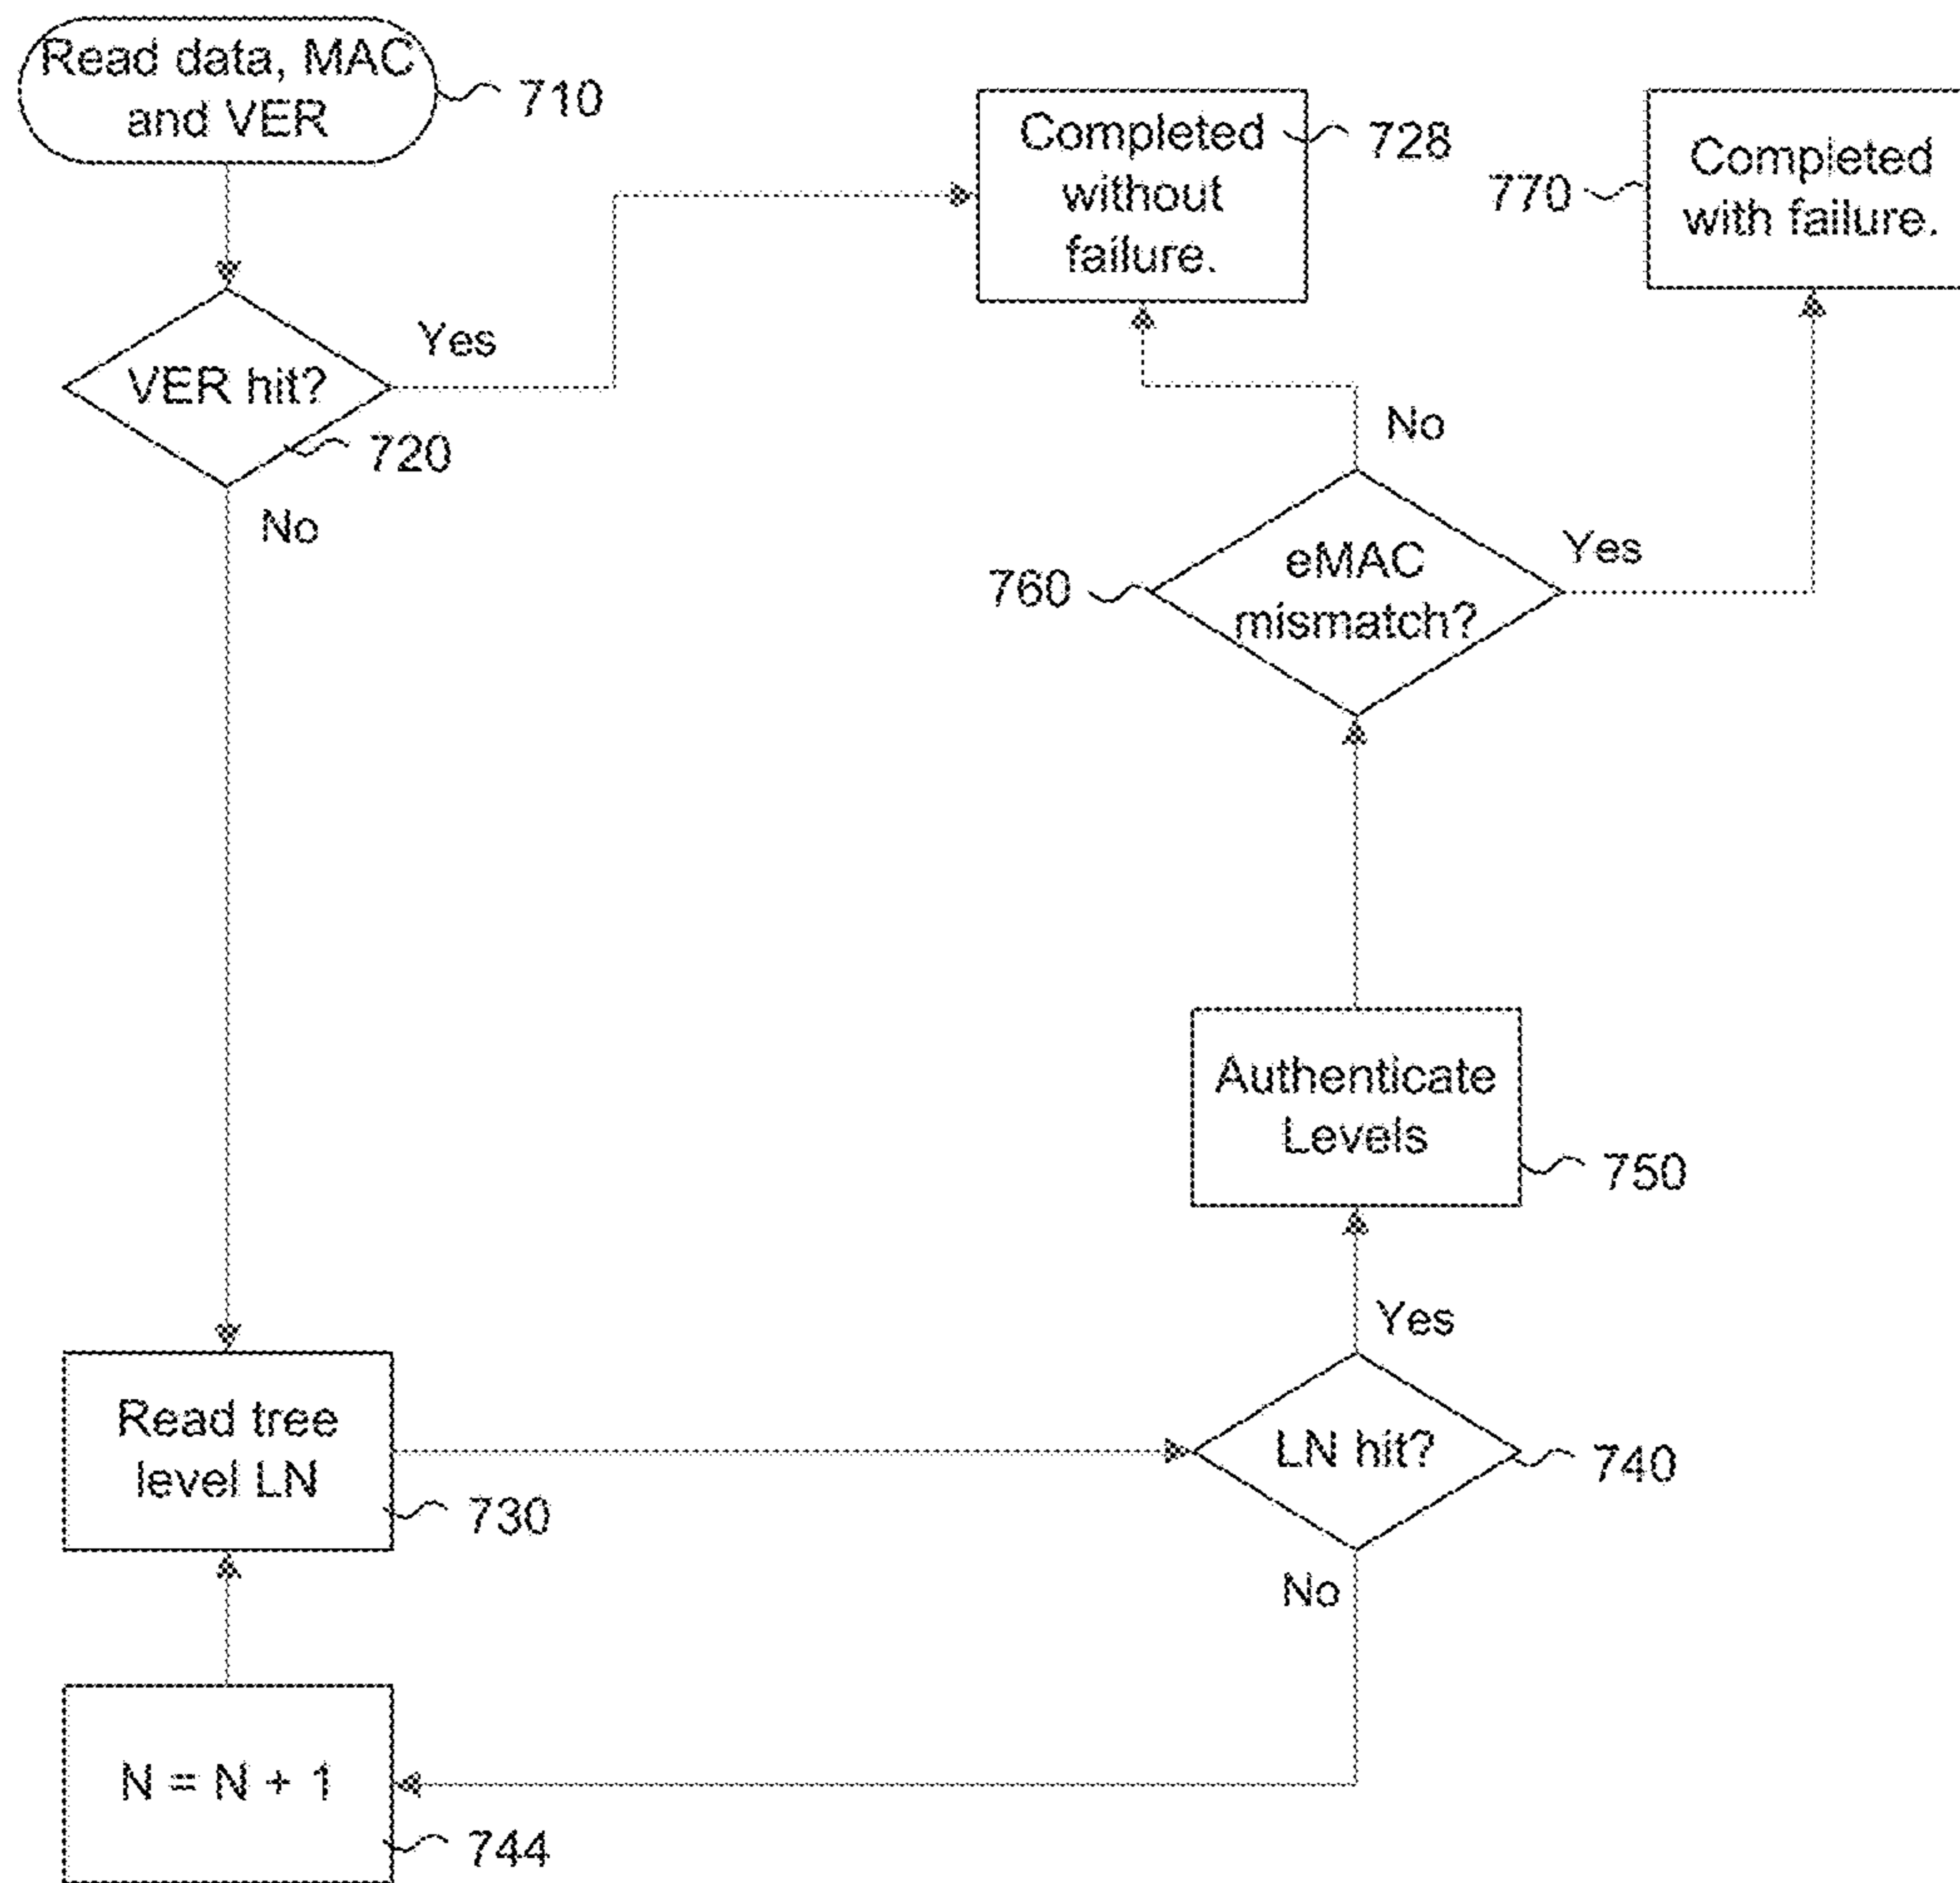 Read data, MAC
and VER
710
Completed
without
failure.
728
770
Completed
with failure.
VER hit?
Yes
720
No
No
eMAC
mismatch?
760
Yes
Authenticate
Levels
750
Yes
Read tree
level LN
730
LN hit?
740
No
N = N + 1
744